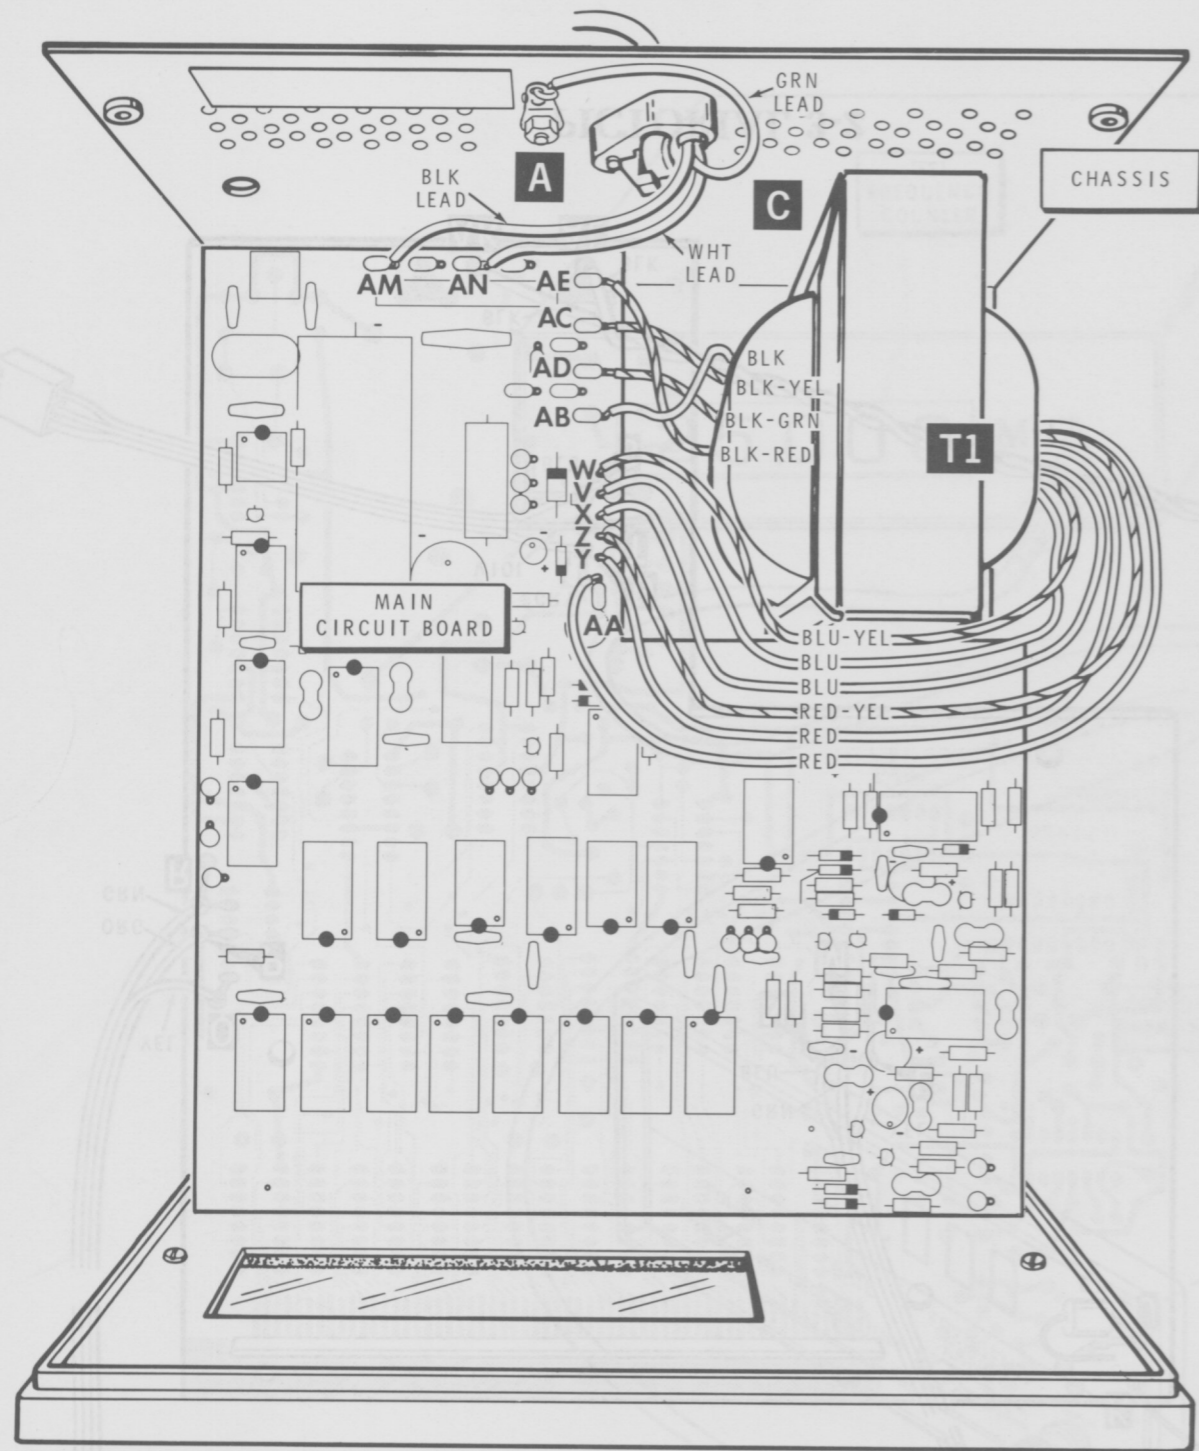 GRN
LEAD
A
BLK
LEAD
C
CHASSIS
WHT
LEAD
AM
AN
AE
AC
AD
AB
BLK
BLK-YEL
BLK-GRN
BLK-RED
T1
W
V
X
Z
Y
AA
MAIN
CIRCUIT BOARD
BLU-YEL
BLU
BLU
RED-YEL
RED
RED